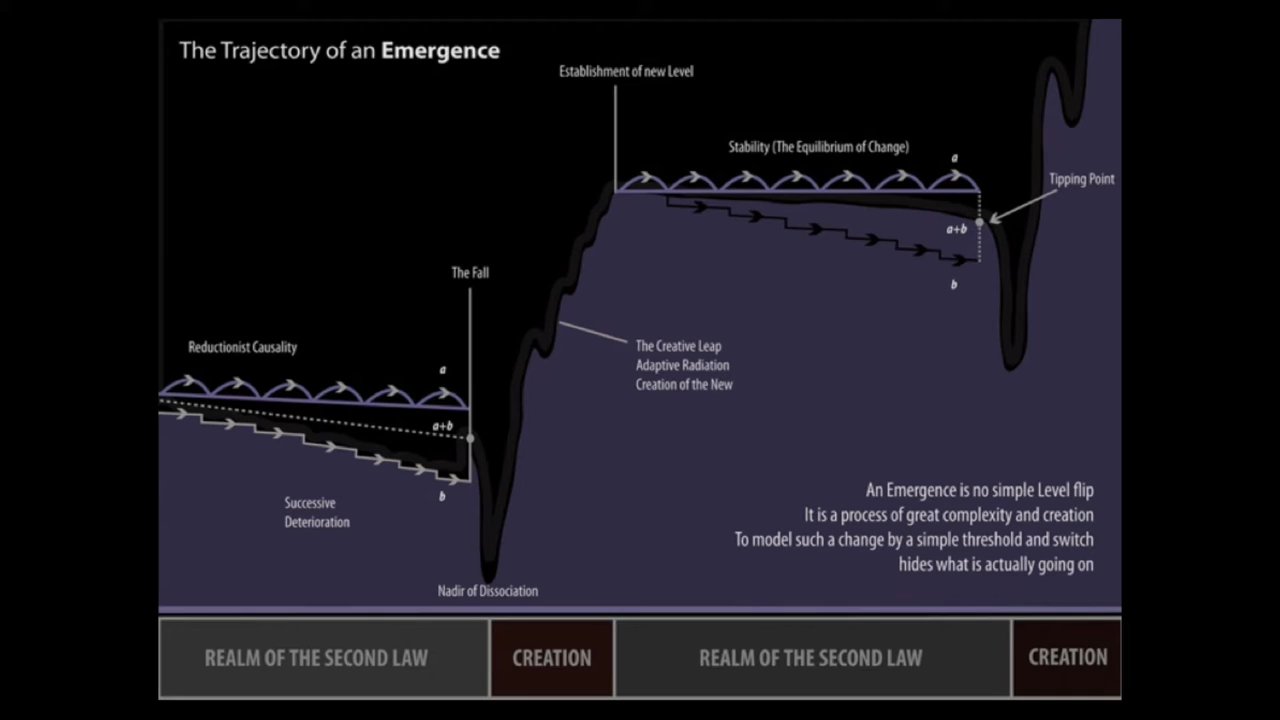 The Trajectory of an Emergence
Establishment of new Level
Stability (The Equilibrium of Change)
a
Tipping Point
a+b
b
The Fall
Reductionist Causality
a
a+b
b
The Creative Leap
Adaptive Radiation
Creation of the New
Successive
Deterioration
Nadir of Dissociation
An Emergence is no simple Level flip
It is a process of great complexity and creation
To model such a change by a simple threshold and switch
hides what is actually going on
REALM OF THE SECOND LAW
CREATION
REALM OF THE SECOND LAW
CREATION